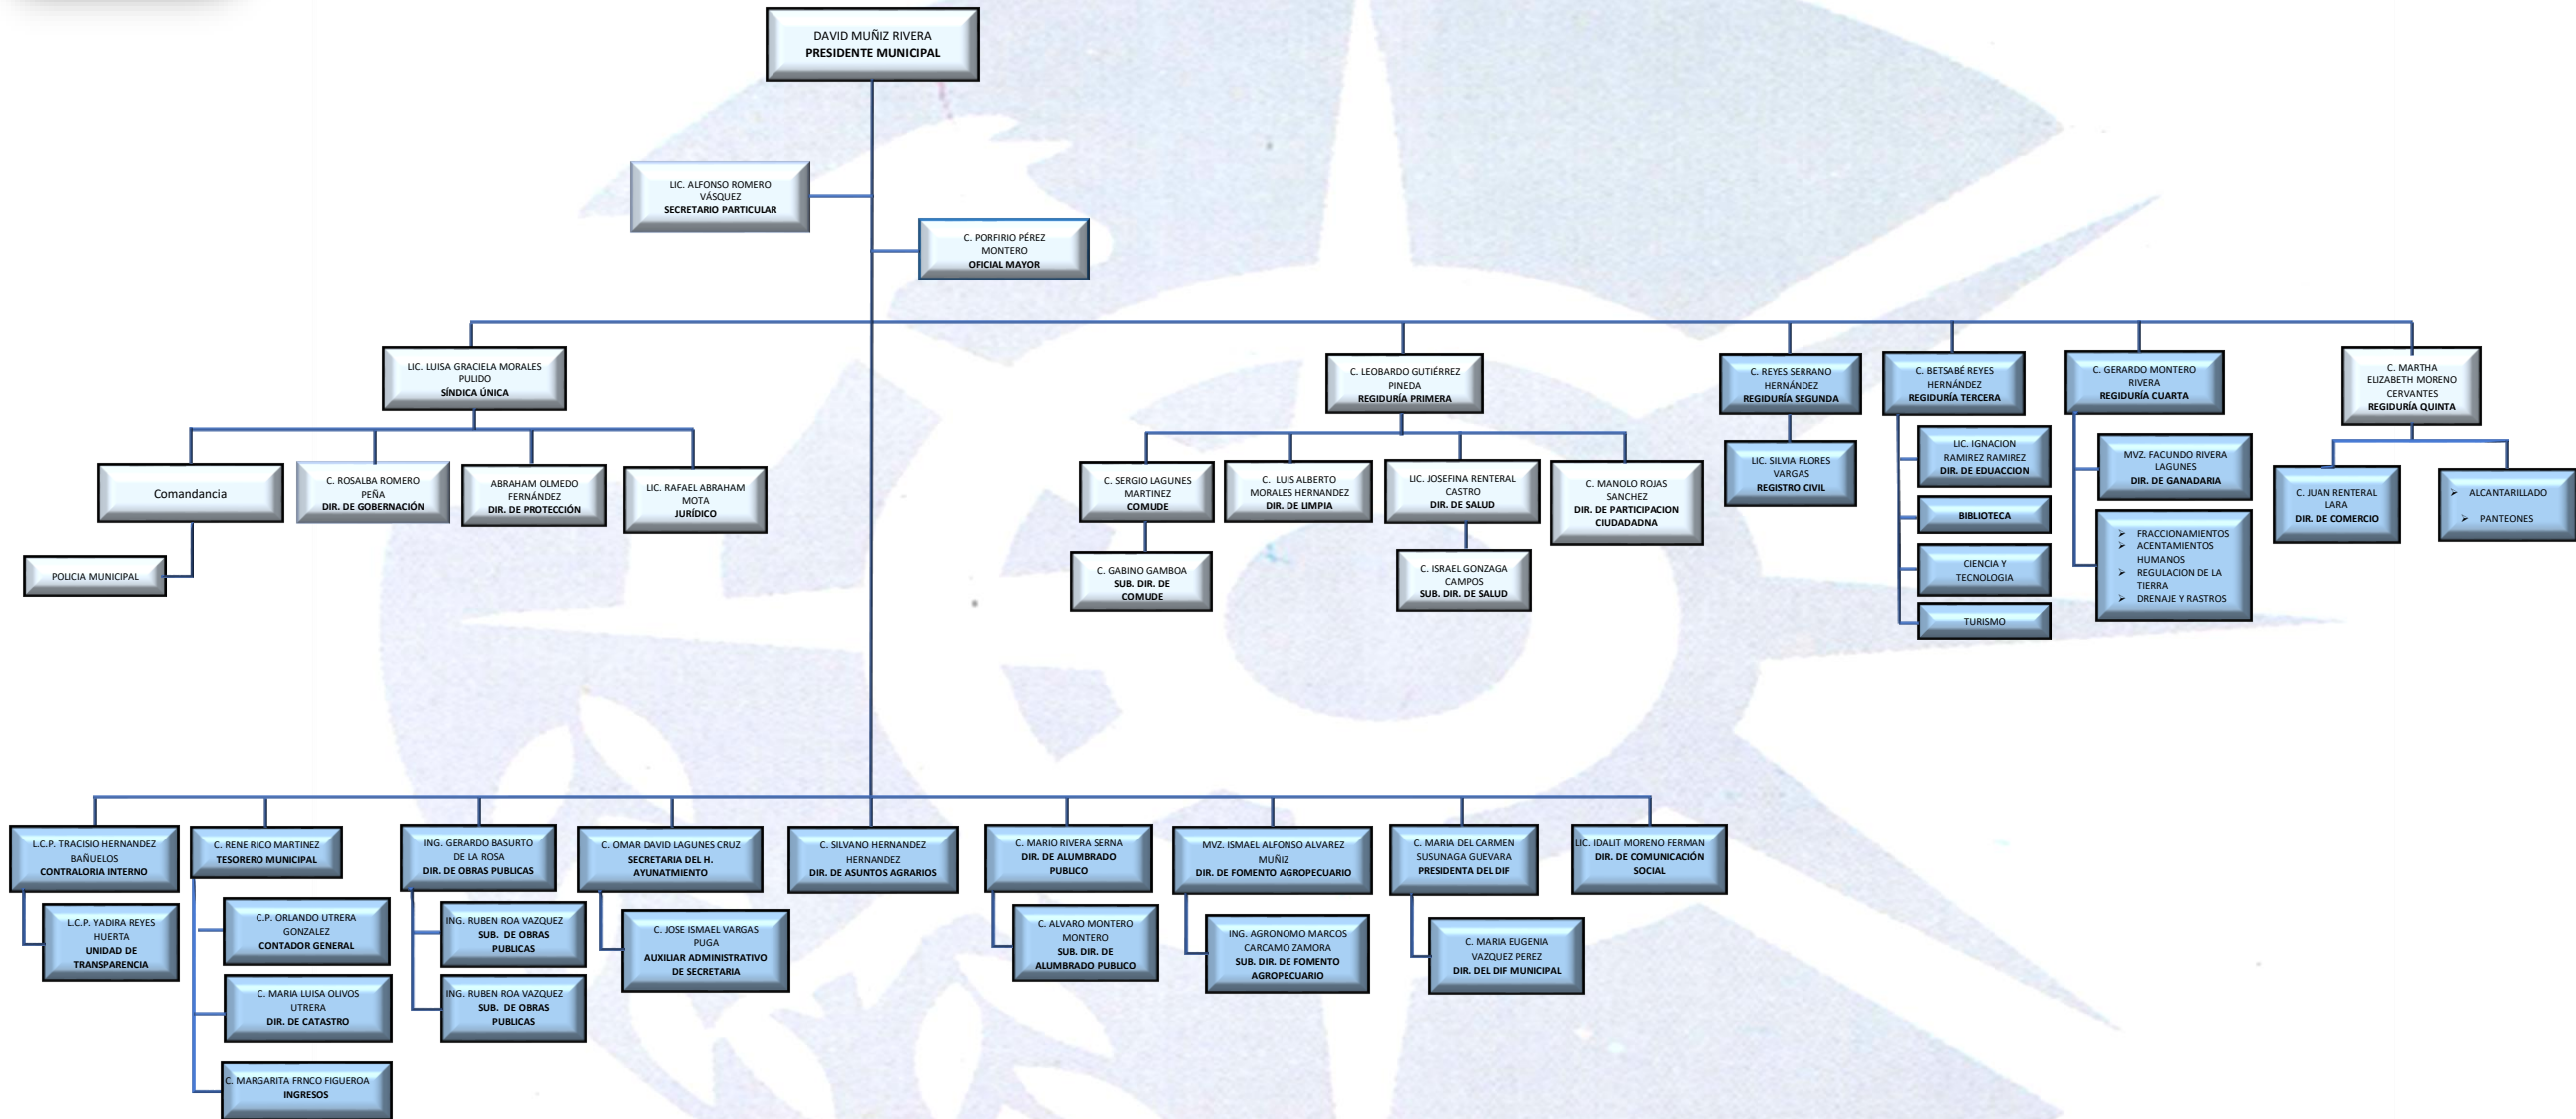 DAVID MUÑIZ RIVERA
PRESIDENTE MUNICIPAL
LIC. ALFONSO ROMERO
VÁSQUEZ
SECRETARIO PARTICULAR
C. PORFIRIO PÉREZ
MONTERO
OFICIAL MAYOR
LIC. LUISA GRACIELA MORALES
PULIDO
SÍNDICA ÚNICA
C. LEOBARDO GUTIÉRREZ
PINEDA
REGIDURÍA PRIMERA
C. REYES SERRANO
HERNÁNDEZ
REGIDURÍA SEGUNDA
C. BETSABÉ REYES
HERNÁNDEZ
REGIDURÍA TERCERA
C. GERARDO MONTERO
RIVERA
REGIDURÍA CUARTA
C. MARTHA
ELIZABETH MORENO
CERVANTES
REGIDURÍA QUINTA
Comandancia
C. ROSALBA ROMERO
PEÑA
DIR. DE GOBERNACIÓN
ABRAHAM OLMEDO
FERNÁNDEZ
DIR. DE PROTECCIÓN
LIC. RAFAEL ABRAHAM
MOTA
JURÍDICO
POLICIA MUNICIPAL
C. SERGIO LAGUNES
MARTINEZ
COMUDE
C. LUIS ALBERTO
MORALES HERNANDEZ
DIR. DE LIMPIA
LIC. JOSEFINA RENTERAL
CASTRO
DIR. DE SALUD
C. MANOLO ROJAS
SANCHEZ
DIR. DE PARTICIPACION
CIUDADADNA
C. GABINO GAMBOA
SUB. DIR. DE
COMUDE
C. ISRAEL GONZAGA
CAMPOS
SUB. DIR. DE SALUD
LIC. SILVIA FLORES
VARGAS
REGISTRO CIVIL
LIC. IGNACION
RAMIREZ RAMIREZ
DIR. DE EDUACCION
BIBLIOTECA
CIENCIA Y
TECNOLOGIA
TURISMO
MVZ. FACUNDO RIVERA
LAGUNES
DIR. DE GANADARIA
➢ FRACCIONAMIENTOS
➢ ACENTAMIENTOS
HUMANOS
➢ REGULACION DE LA
TIERRA
➢ DRENAJE Y RASTROS
C. JUAN RENTERAL
LARA
DIR. DE COMERCIO
➢ ALCANTARILLADO
➢ PANTEONES
L.C.P. TRACISIO HERNANDEZ
BAÑUELOS
CONTRALORIA INTERNO
C. RENE RICO MARTINEZ
TESORERO MUNICIPAL
ING. GERARDO BASURTO
DE LA ROSA
DIR. DE OBRAS PUBLICAS
C. OMAR DAVID LAGUNES CRUZ
SECRETARIA DEL H.
AYUNATMIENTO
C. SILVANO HERNANDEZ
HERNANDEZ
DIR. DE ASUNTOS AGRARIOS
C. MARIO RIVERA SERNA
DIR. DE ALUMBRADO
PUBLICO
MVZ. ISMAEL ALFONSO ALVAREZ
MUÑIZ
DIR. DE FOMENTO AGROPECUARIO
C. MARIA DEL CARMEN
SUSUNAGA GUEVARA
PRESIDENTA DEL DIF
LIC. IDALIT MORENO FERMAN
DIR. DE COMUNICACIÓN
SOCIAL
L.C.P. YADIRA REYES
HUERTA
UNIDAD DE
TRANSPARENCIA
C.P. ORLANDO UTRERA
GONZALEZ
CONTADOR GENERAL
C. MARIA LUISA OLIVOS
UTRERA
DIR. DE CATASTRO
C. MARGARITA FRNCO FIGUEROA
INGRESOS
ING. RUBEN ROA VAZQUEZ
SUB. DE OBRAS
PUBLICAS
ING. RUBEN ROA VAZQUEZ
SUB. DE OBRAS
PUBLICAS
C. JOSE ISMAEL VARGAS
PUGA
AUXILIAR ADMINISTRATIVO
DE SECRETARIA
C. ALVARO MONTERO
MONTERO
SUB. DIR. DE
ALUMBRADO PUBLICO
ING. AGRONOMO MARCOS
CARCAMO ZAMORA
SUB. DIR. DE FOMENTO
AGROPECUARIO
C. MARIA EUGENIA
VAZQUEZ PEREZ
DIR. DEL DIF MUNICIPAL